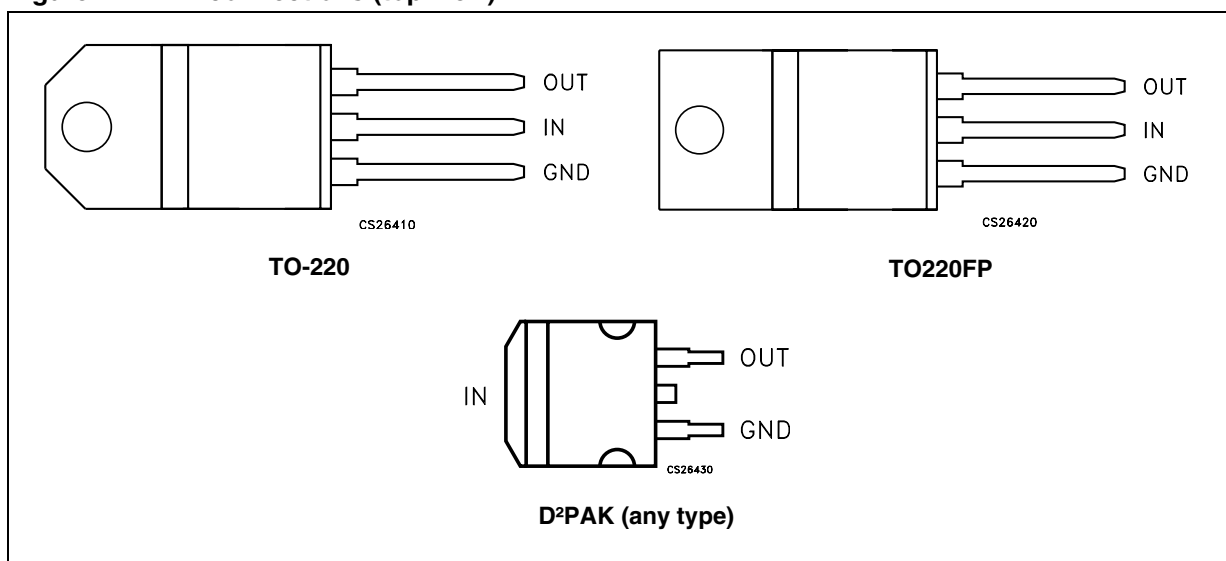 OUT
IN
GND
CS26410
TO-220
OUT
IN
GND
CS26420
TO220FP
IN
OUT
GND
CS26430
D²PAK (any type)